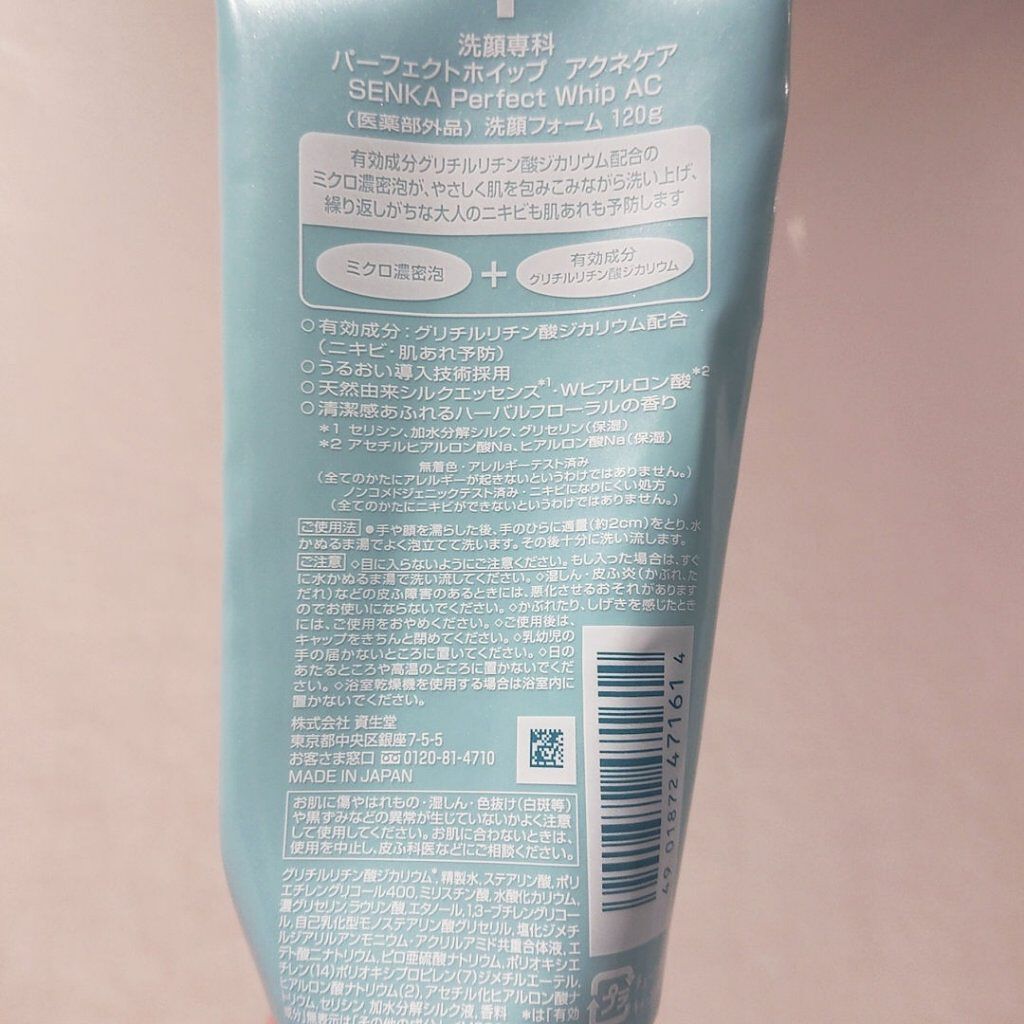 洗顔専科
パーフェクトホイップ アクネケア
SENKA Perfect Whip AC
(医薬部外品) 洗顔フォーム 120g
有効成分グリチルリチン酸ジカリウム配合の
ミクロ濃密泡が、やさしく肌を包みこみながら洗い上げ、
繰り返しがちな大人のニキビも肌あれも予防します
ミクロ濃密泡 + 有効成分
グリチルリチン酸ジカリウム
○有効成分:グリチルリチン酸ジカリウム配合
(ニキビ・肌あれ予防)
○うるおい導入技術採用
○天然由来シルクエッセンス*1・Wヒアルロン酸*2
○清潔感あふれるハーバルフローラルの香り
*1 セリシン、加水分解シルク、グリセリン(保湿)
*2 アセチルヒアルロン酸Na、ヒアルロン酸Na(保湿)
無着色・アレルギーテスト済み
(全てのかたにアレルギーが起きないというわけではありません。)
ノンコメドジェニックテスト済み・ニキビになりにくい処方
(全てのかたにニキビができないというわけではありません。)
ご使用法 ●手や顔を濡らした後、手のひらに適量(約2cm)をとり、水
かぬるま湯でよく泡立てて洗います。その後十分に洗い流します。
ご注意 ◇目に入らないようにご注意ください。もし入った場合は、すぐ
に水かぬるま湯で洗い流してください。◇湿しん・皮ふ炎(かぶれ、た
だれ)などの皮ふ障害のあるときには、悪化させるおそれがあります
のでお使いにならないでください。◇かぶれたり、しげきを感じたとき
には、ご使用をおやめください。◇ご使用後は、
キャップをきちんと閉めてください。◇乳幼児の
手の届かないところに置いてください。◇日の
あたるところや高温のところに置かないでくだ
さい。◇浴室乾燥機を使用する場合は浴室内に
置かないでください。
株式会社 資生堂
東京都中央区銀座7-5-5
お客さま窓口 0120-81-4710
MADE IN JAPAN
お肌に傷やはれもの・湿しん・色抜け(白斑等)
や黒ずみなどの異常が生じていないかよく注意
して使用してください。お肌に合わないときは、
使用を中止し、皮ふ科医などにご相談ください。
グリチルリチン酸ジカリウム*,精製水,ステアリン酸,ポリ
エチレングリコール400,ミリスチン酸,水酸化カリウム,
濃グリセリン,ラウリン酸,エタノール,1,3-ブチレングリコー
ル,自己乳化型モノステアリン酸グリセリル,塩化ジメチ
ルジアリルアンモニウム・アクリルアミド共重合体液,エ
デト酸二ナトリウム,ピロ亜硫酸ナトリウム,ポリオキシエ
チレン(14)ポリオキシプロピレン(7)ジメチルエーテル,
ヒアルロン酸ナトリウム(2),アセチル化ヒアルロン酸ナ
トリウム,セリシン,加水分解シルク液,香料 *は「有効
成分」無表示は「その他の成分」
4901872471614
プラ